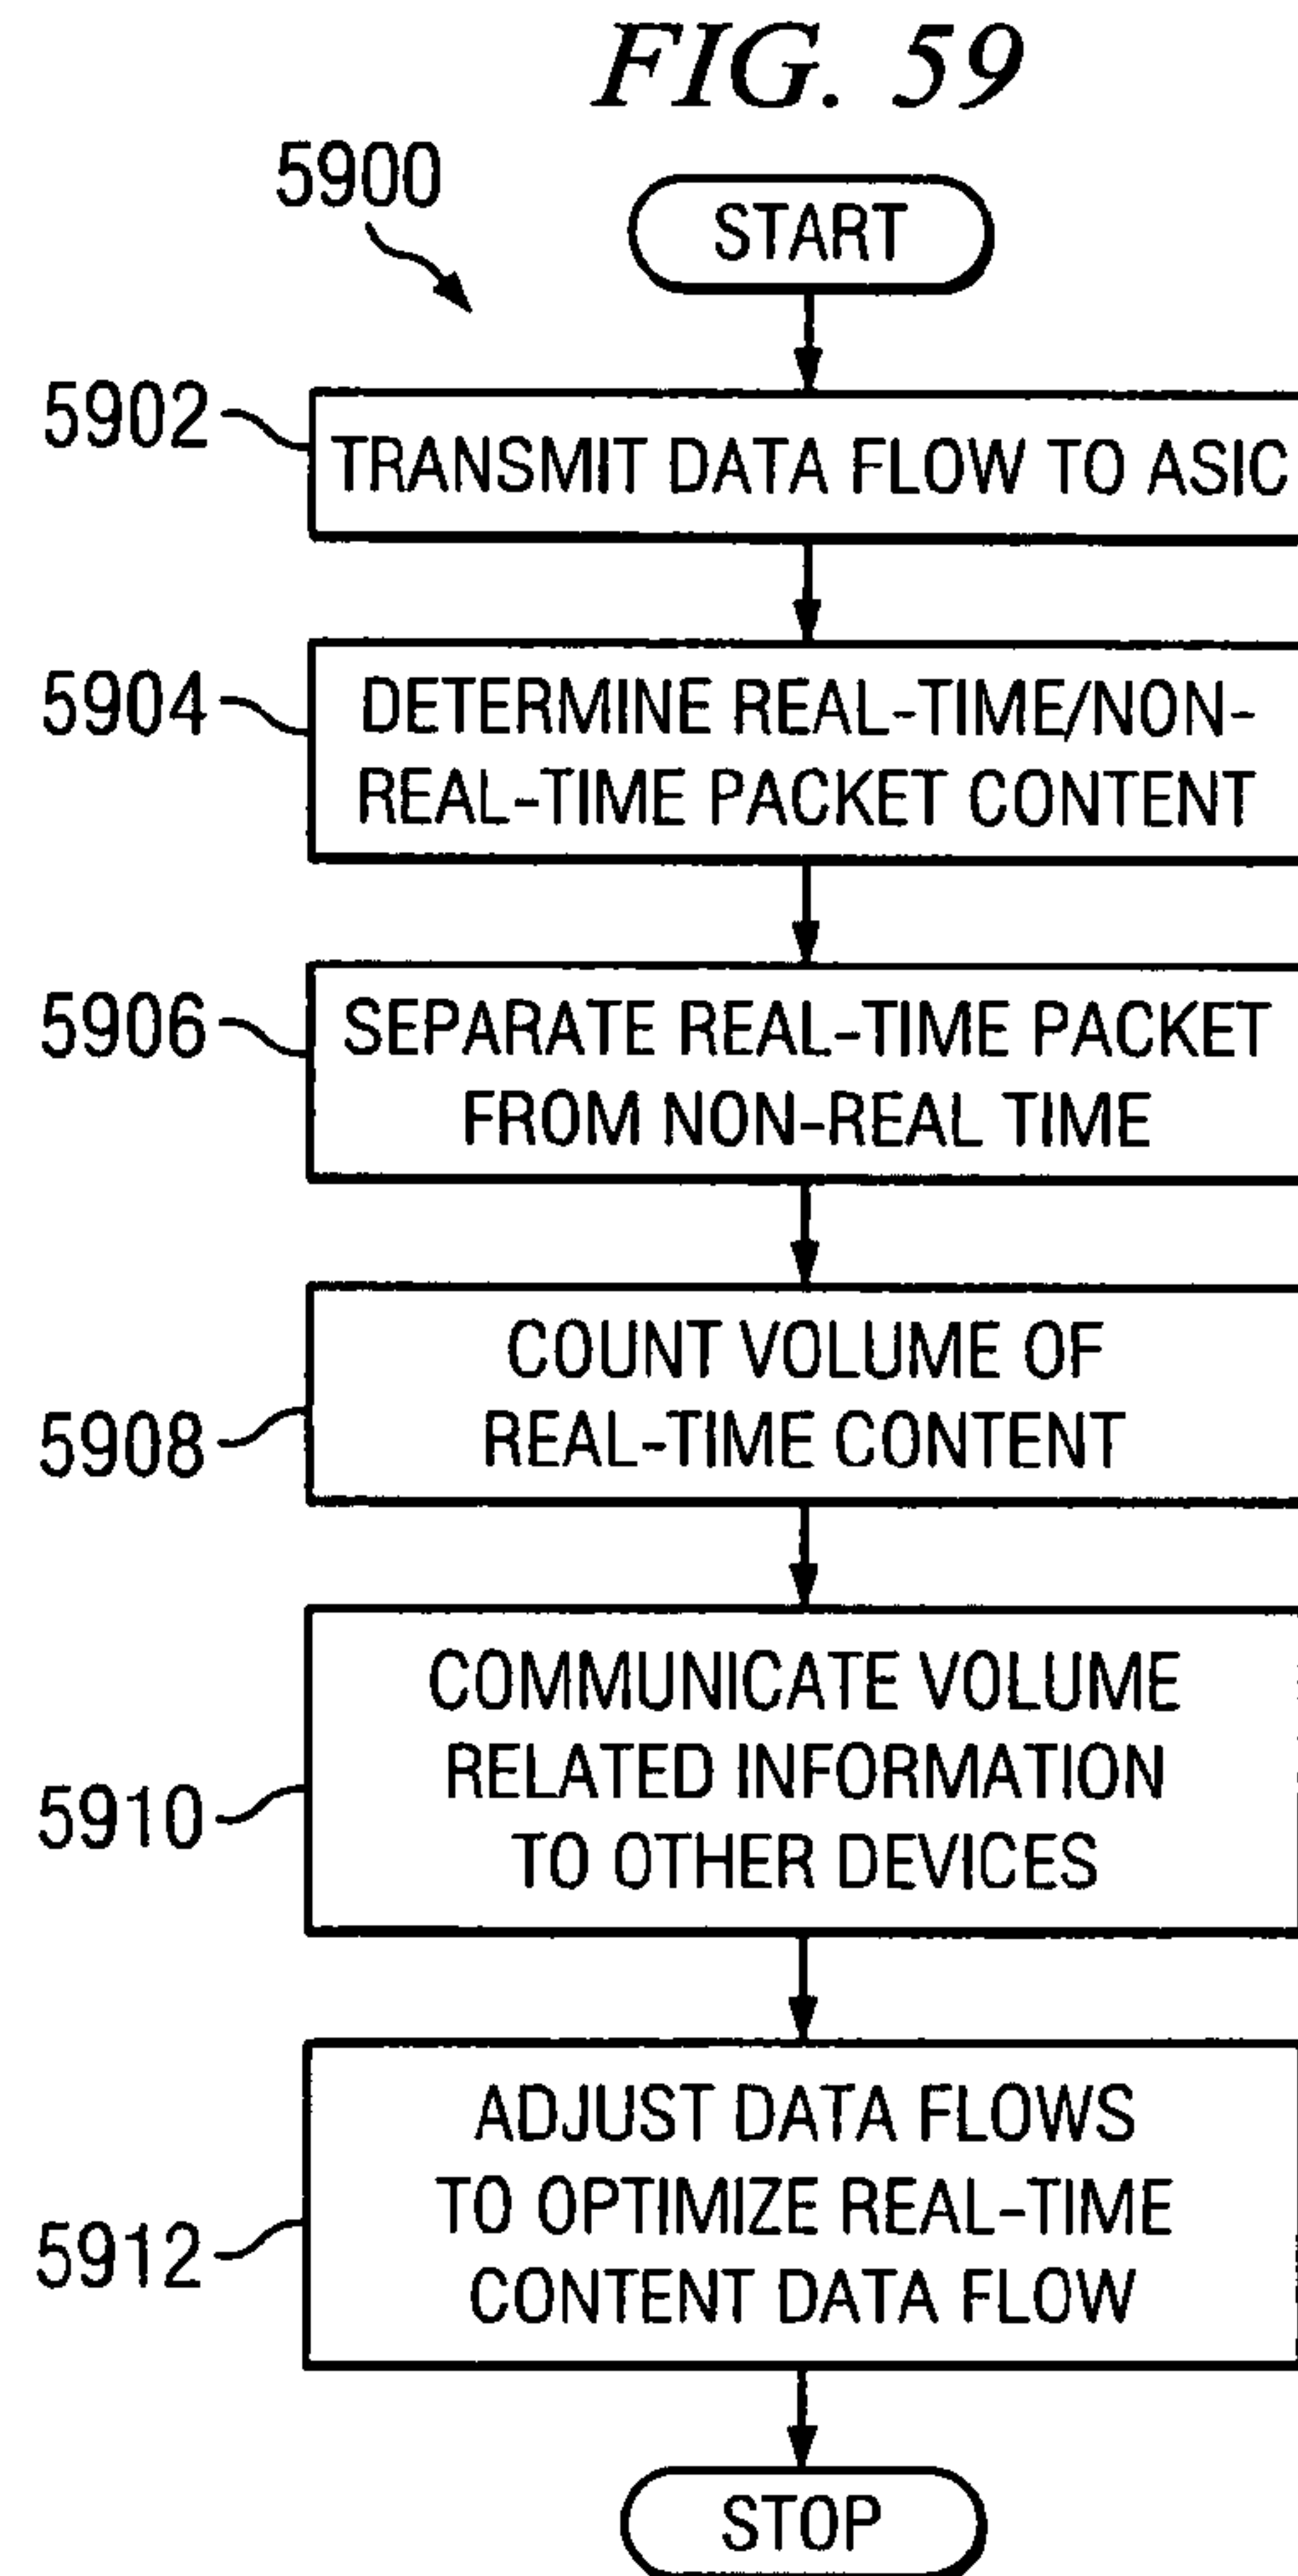 FIG. 59
5900
START
5902
TRANSMIT DATA FLOW TO ASIC
5904
DETERMINE REAL-TIME/NON-
REAL-TIME PACKET CONTENT
5906
SEPARATE REAL-TIME PACKET
FROM NON-REAL TIME
5908
COUNT VOLUME OF
REAL-TIME CONTENT
5910
COMMUNICATE VOLUME
RELATED INFORMATION
TO OTHER DEVICES
5912
ADJUST DATA FLOWS
TO OPTIMIZE REAL-TIME
CONTENT DATA FLOW
STOP